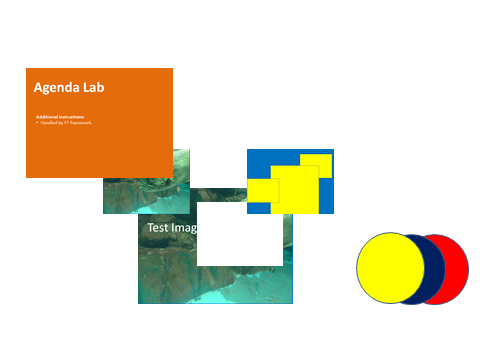 Agenda Lab
Additional instructions:
• Handled by FT framework.
Test Imag